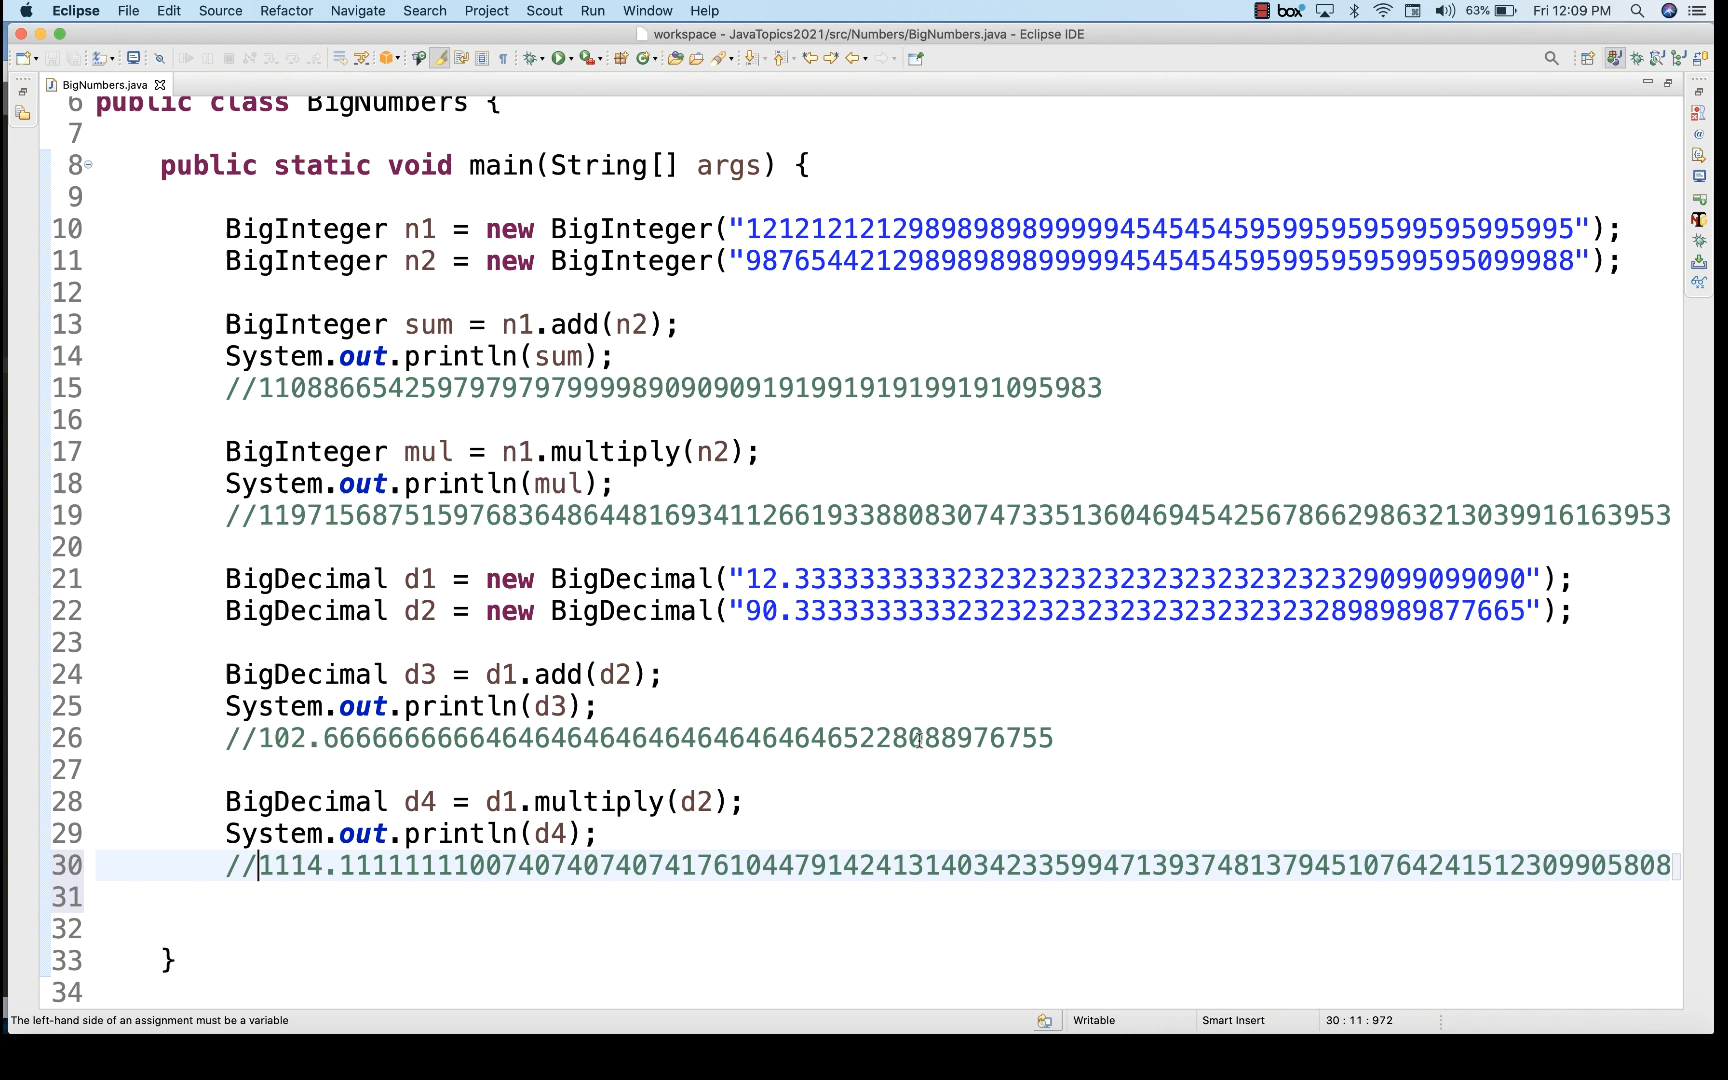 Eclipse File Edit Source Refactor Navigate Search Project Scout Run Window Help box 63% Fri 12:09 PM
workspace - JavaTopics2021/src/Numbers/BigNumbers.java - Eclipse IDE
BigNumbers.java
6 public class BigNumbers {
7
8 public static void main(String[] args) {
9
10 BigInteger n1 = new BigInteger("121212121298989898999994545454595995959599595995995");
11 BigInteger n2 = new BigInteger("987654421298989898999994545454595995959599595099988");
12
13 BigInteger sum = n1.add(n2);
14 System.out.println(sum);
15 //1108866542597979797999989090909191991919199191095983
16
17 BigInteger mul = n1.multiply(n2);
18 System.out.println(mul);
19 //119715687515976836486448169341126619338808307473351360469454256786629863213039916163953
20
21 BigDecimal d1 = new BigDecimal("12.333333333323232323232323232323232329099099090");
22 BigDecimal d2 = new BigDecimal("90.333333333323232323232323232323232898989877665");
23
24 BigDecimal d3 = d1.add(d2);
25 System.out.println(d3);
26 //102.666666666646464646464646464646465228088976755
27
28 BigDecimal d4 = d1.multiply(d2);
29 System.out.println(d4);
30 //1114.1111111100740740740741761044791424131403423359947139374813794510764241512309905808
31
32
33 }
34
The left-hand side of an assignment must be a variable Writable Smart Insert 30 : 11 : 972